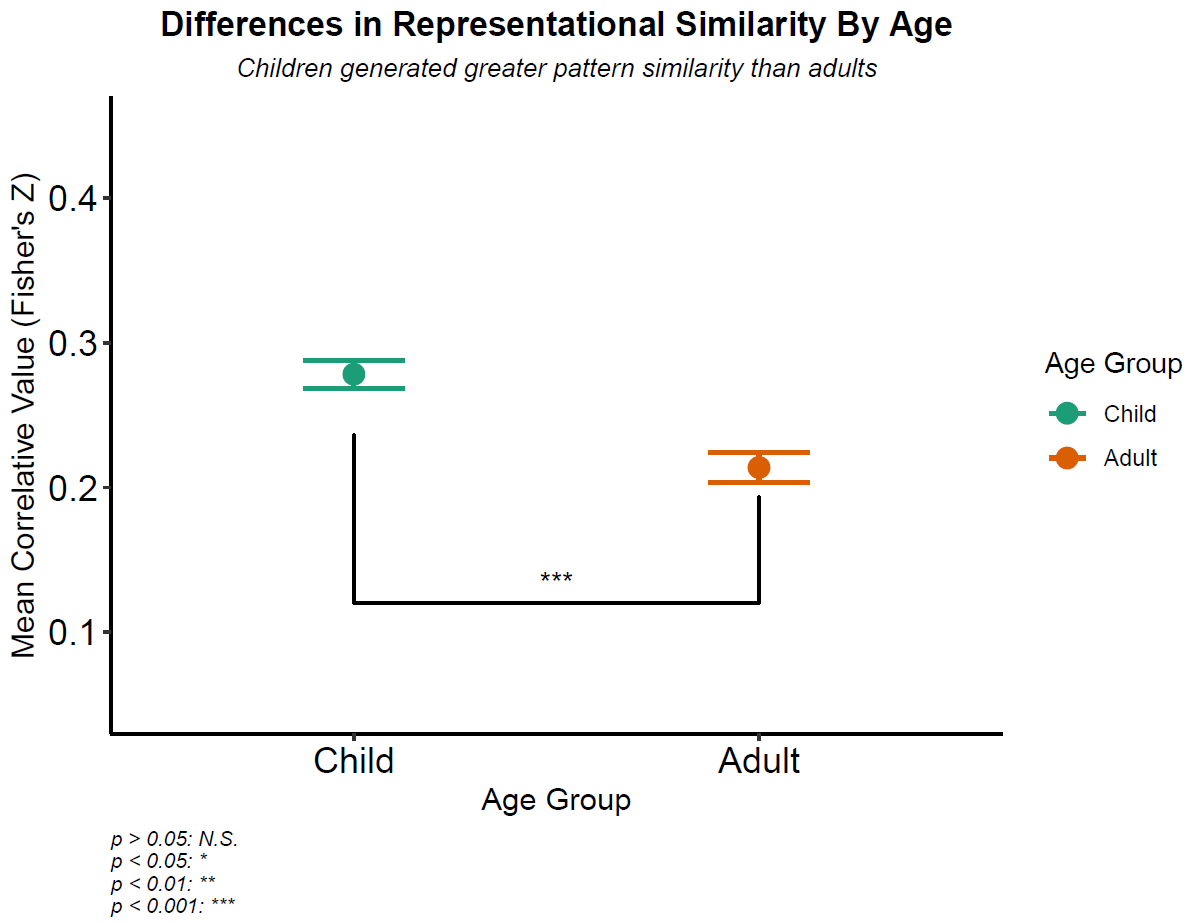 Differences in Representational Similarity By Age
Children generated greater pattern similarity than adults
Mean Correlative Value (Fisher's Z)
0.4
0.3
0.2
0.1
***
Child
Adult
Age Group
Age Group
Child
Adult
p > 0.05: N.S.
p < 0.05: *
p < 0.01: **
p < 0.001: ***